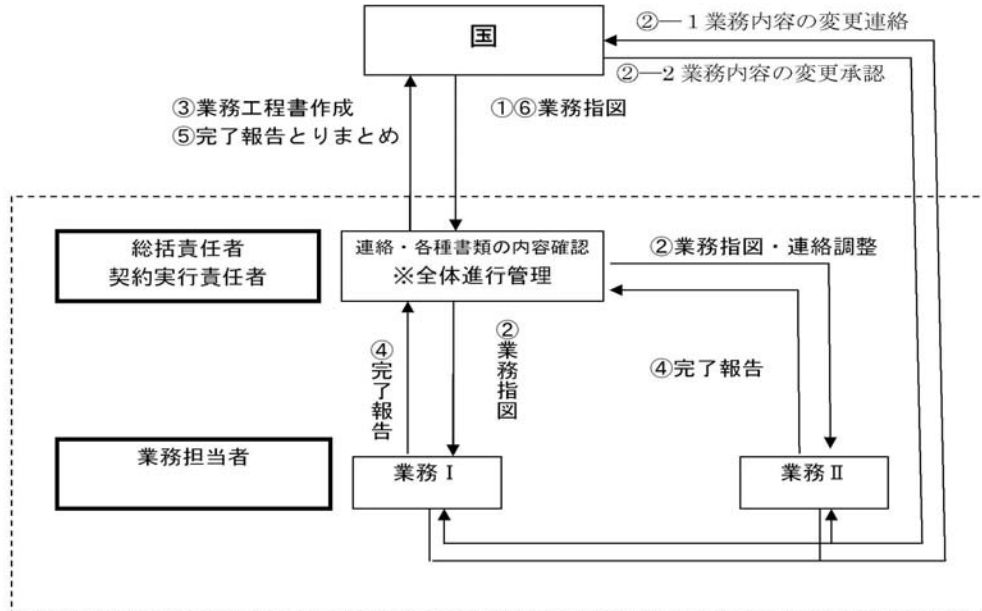 国
②―1業務内容の変更連絡
②―2業務内容の変更承認
③業務工程書作成
⑤完了報告とりまとめ
①⑥業務指図
総括責任者
契約実行責任者
連絡・各種書類の内容確認
※全体進行管理
②業務指図・連絡調整
④完了報告
②業務指図
④完了報告
業務担当者
業務Ⅰ
業務Ⅱ